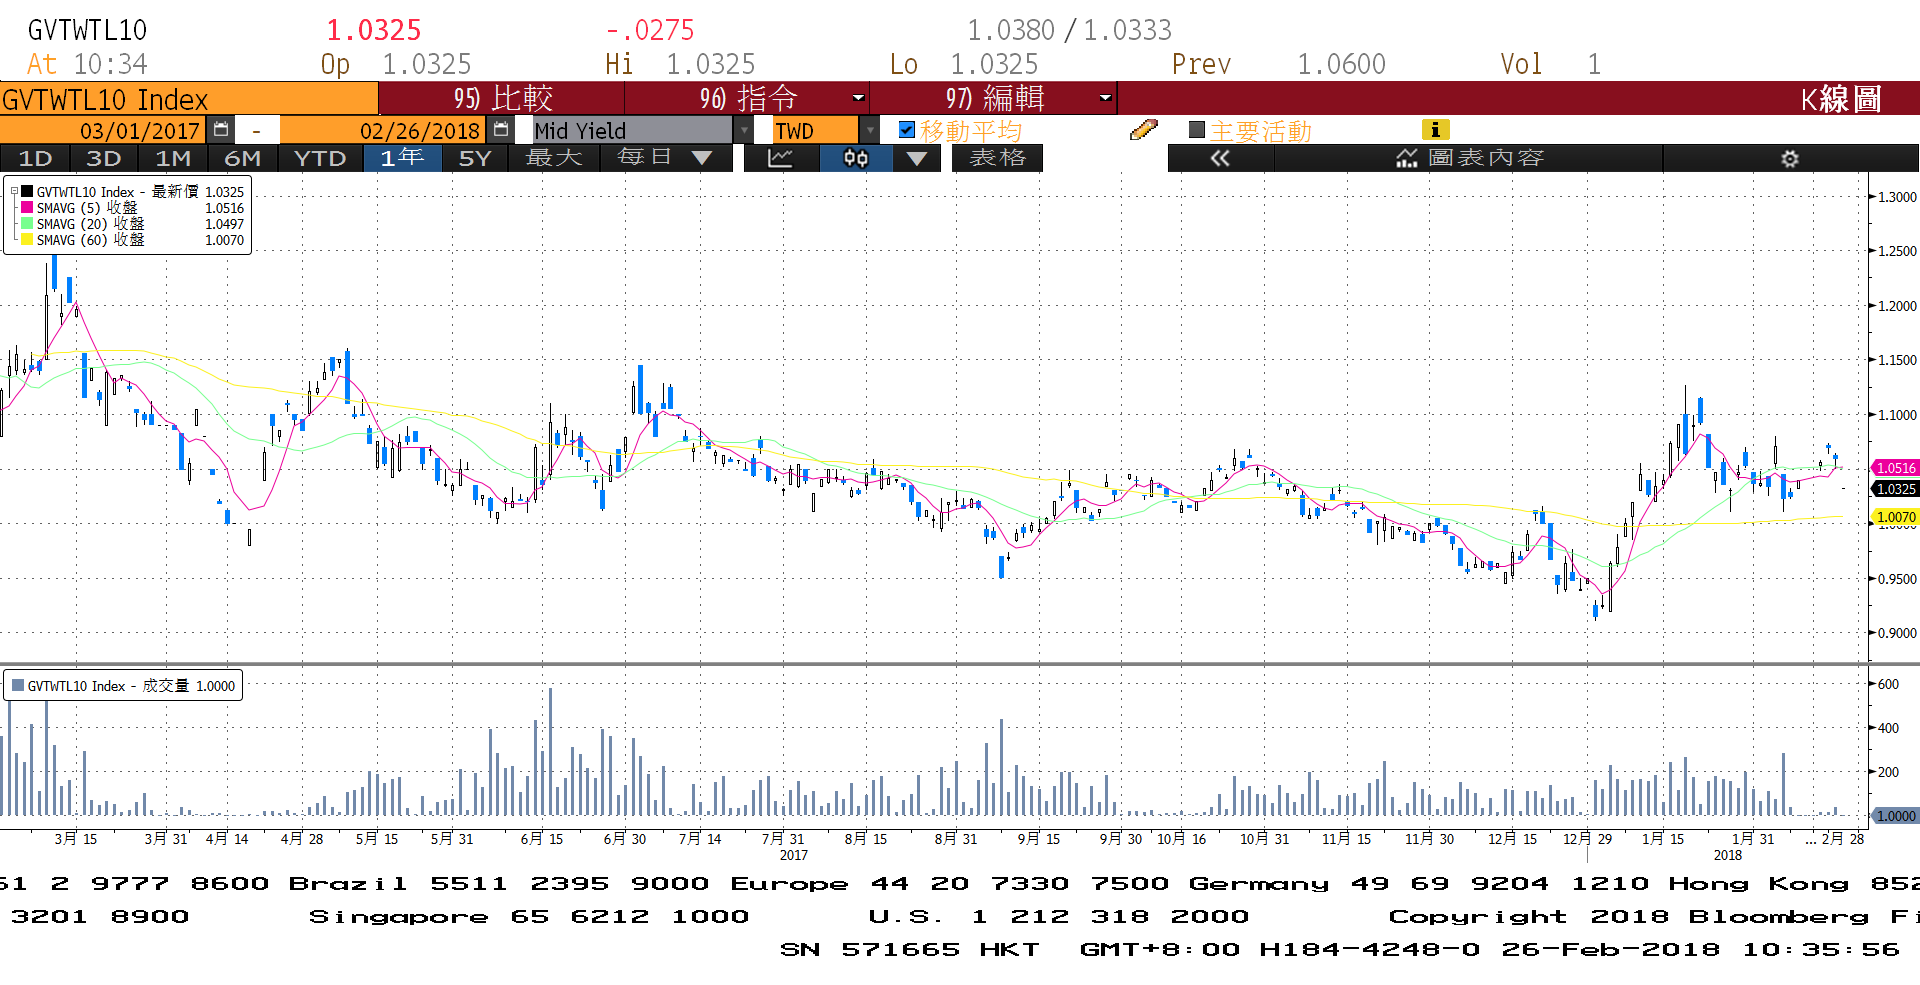 GVTWTL10 1.0325 -.0275 1.0380 / 1.0333
At 10:34 Op 1.0325 Hi 1.0325 Lo 1.0325 Prev 1.0600 Vol 1
GVTWTL10 Index 95) 比較 96) 指令 97) 編輯 K線圖
03/01/2017 - 02/26/2018 Mid Yield TWD 移動平均 主要活動
1D 3D 1M 6M YTD 1年 5Y 最大 每日 ▼ ▼ 表格 « 圖表內容
GVTWTL10 Index - 最新價 1.0325
SMAVG (5) 收盤 1.0516
SMAVG (20) 收盤 1.0497
SMAVG (60) 收盤 1.0070
1.3000
1.2500
1.2000
1.1500
1.1000
1.0516
1.0325
1.0070
1.0000
0.9500
0.9000
GVTWTL10 Index - 成交量 1.0000
600
400
200
1.0000
3月 15 3月 31 4月 14 4月 28 5月 15 5月 31 6月 15 6月 30 7月 14 7月 31 8月 15 8月 31 9月 15 9月 30 10月 16 10月 31 11月 15 11月 30 12月 15 12月 29 1月 15 1月 31 ... 2月 28
2017 2018
61 2 9777 8600 Brazil 5511 2395 9000 Europe 44 20 7330 7500 Germany 49 69 9204 1210 Hong Kong 852
3201 8900 Singapore 65 6212 1000 U.S. 1 212 318 2000 Copyright 2018 Bloomberg Fi
SN 571665 HKT GMT+8:00 H184-4248-0 26-Feb-2018 10:35:56